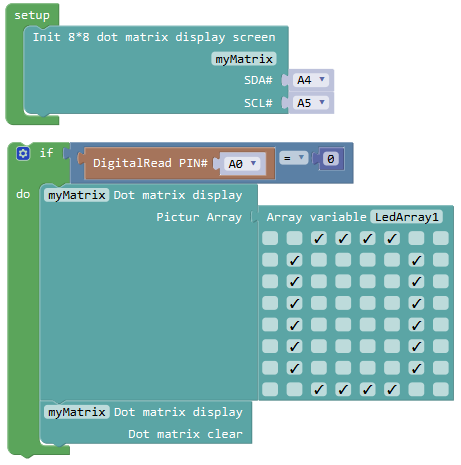 setup
Init 8*8 dot matrix display screen
myMatrix
SDA# A4
SCL# A5
if DigitalRead PIN# A0 = 0
do myMatrix Dot matrix display
Pictur Array Array variable LedArray1
myMatrix Dot matrix display
Dot matrix clear